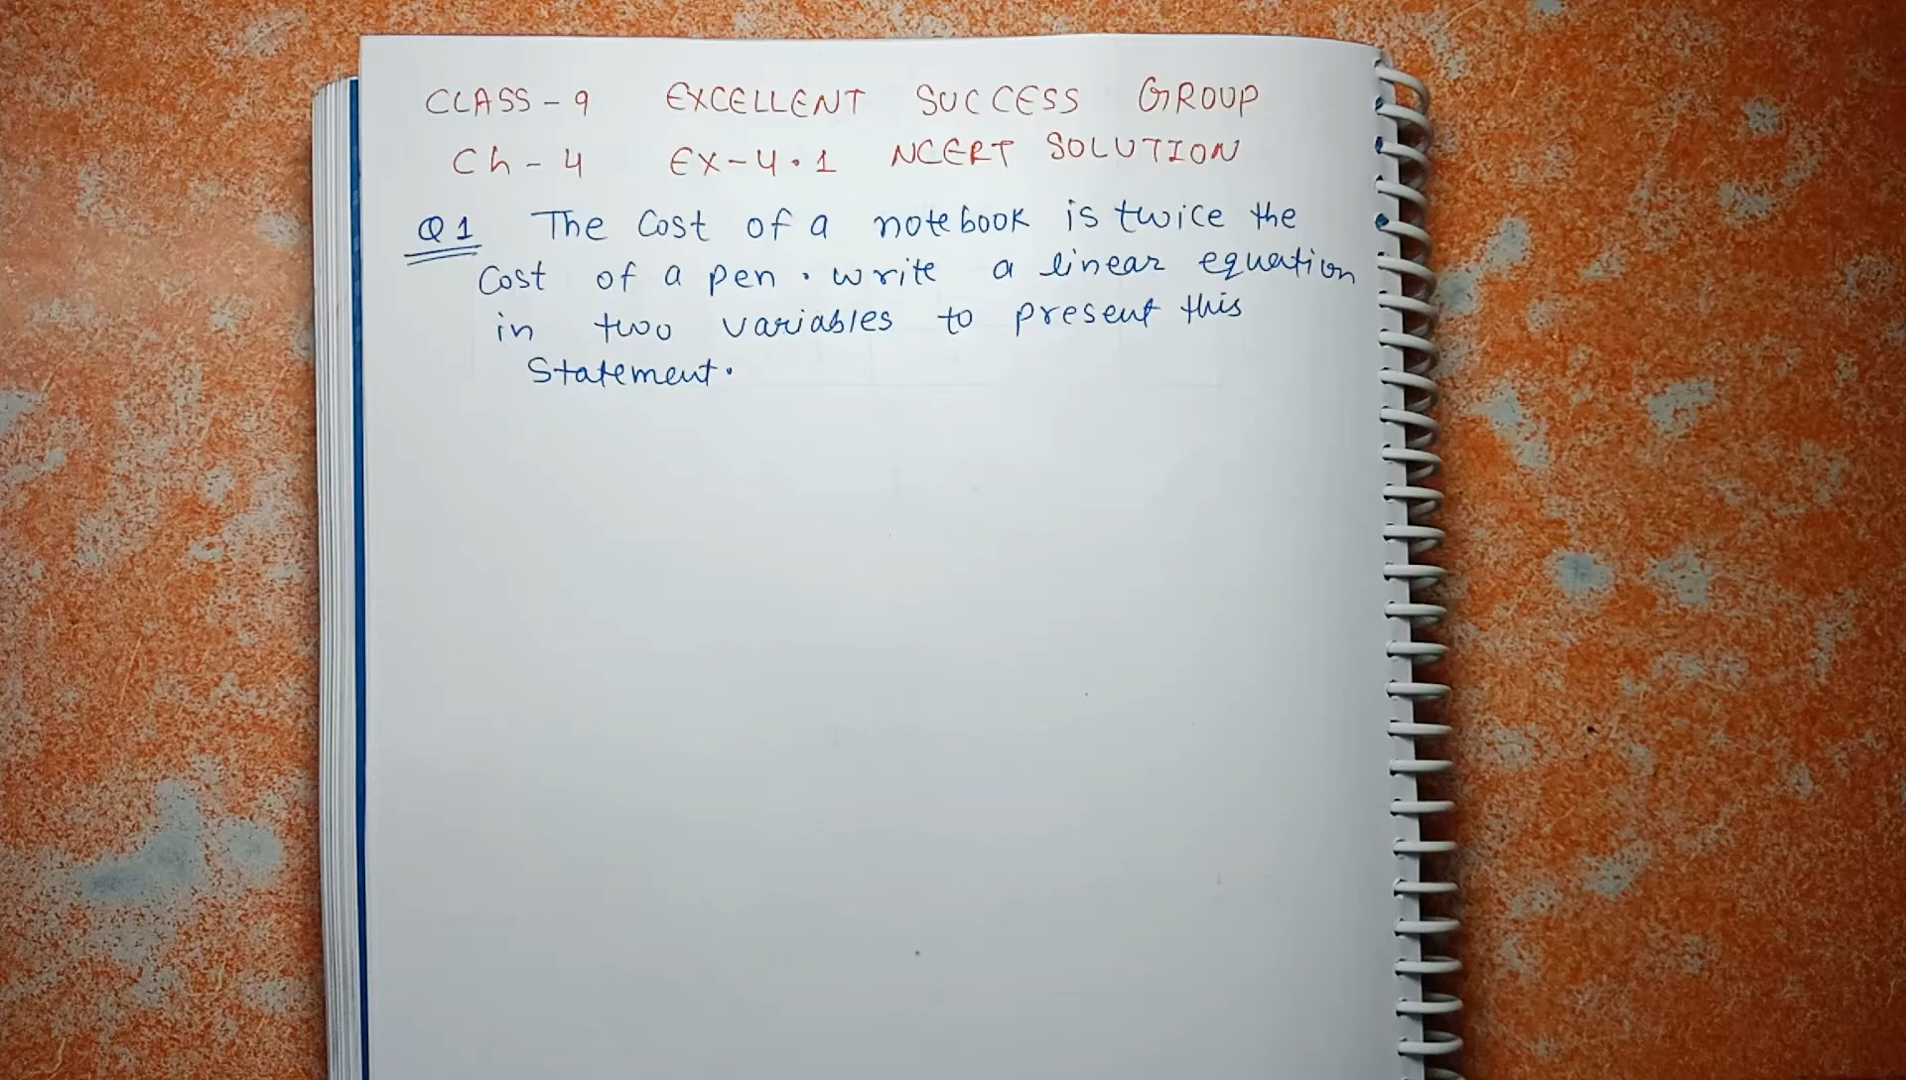 CLASS - 9 EXCELLENT SUCCESS GROUP
Ch - 4 EX - 4.1 NCERT SOLUTION
Q1 The Cost of a notebook is twice the
Cost of a pen. write a linear equation
in two variables to present this
Statement.